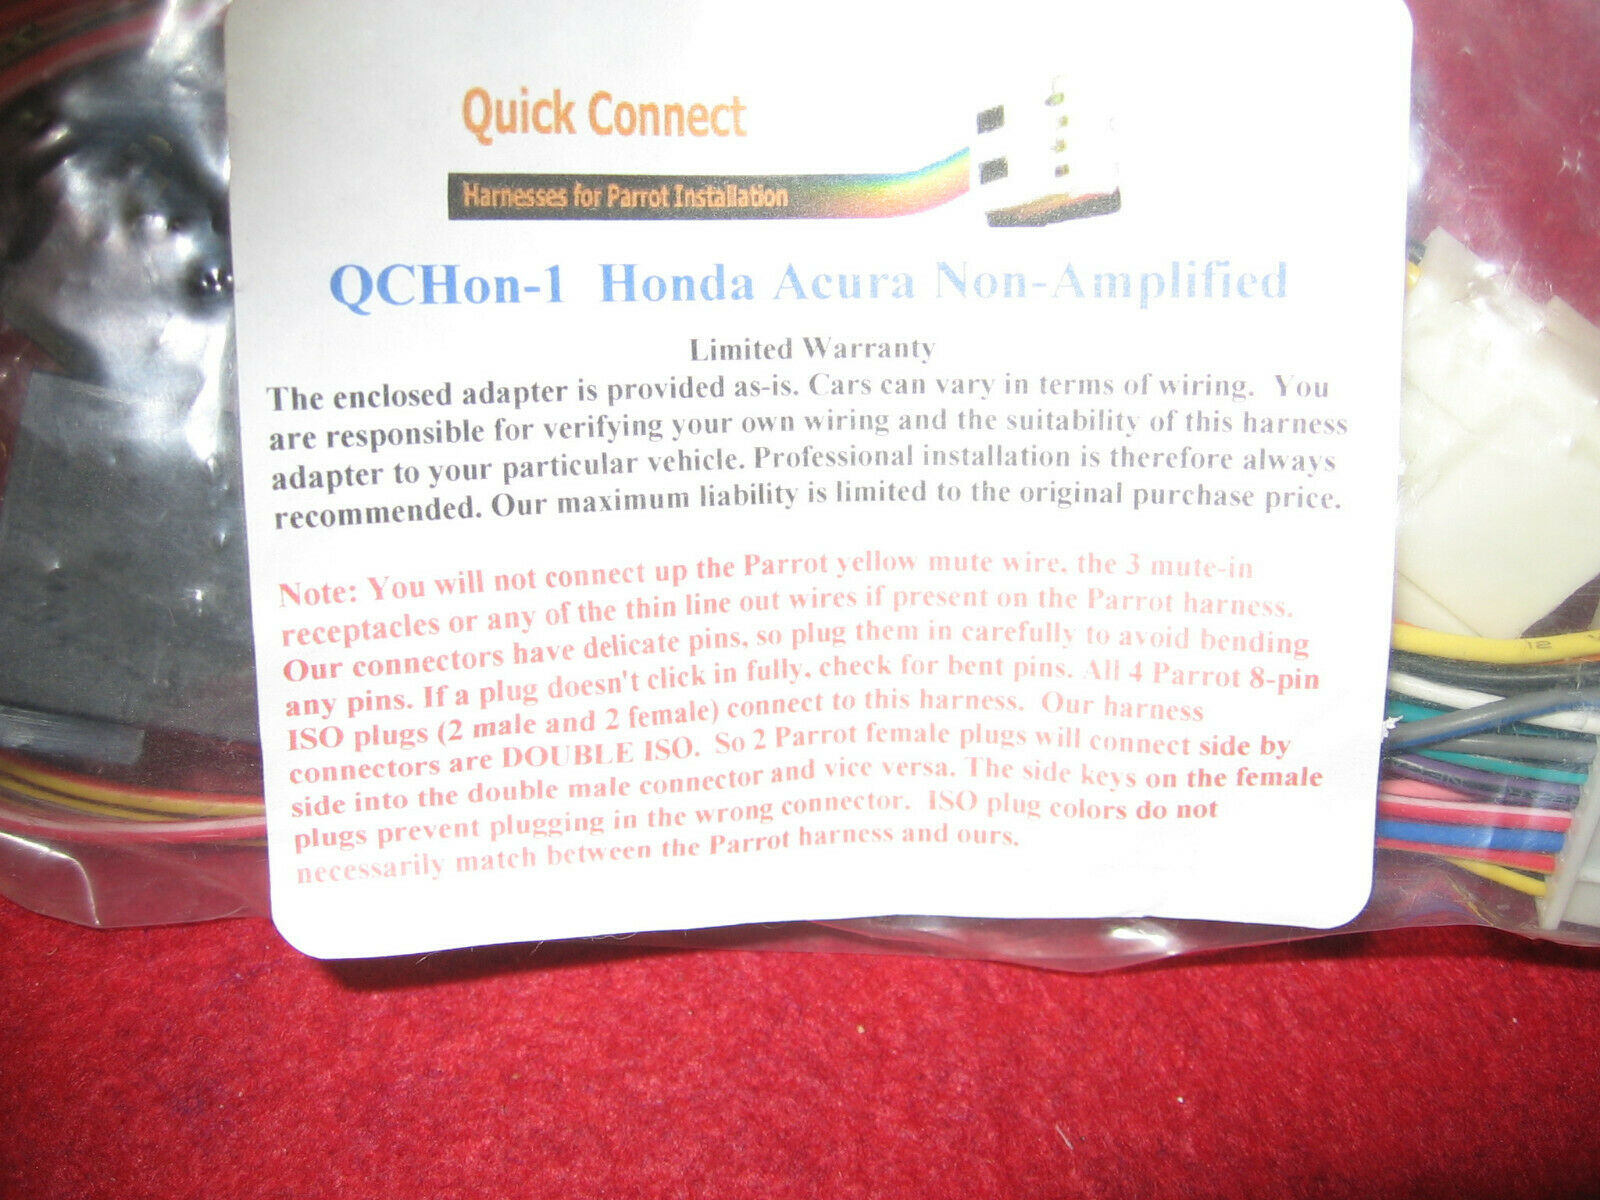 Quick Connect
Harnesses for Parrot Installation
QCHon-1 Honda Acura Non-Amplified
Limited Warranty
The enclosed adapter is provided as-is. Cars can vary in terms of wiring. You
are responsible for verifying your own wiring and the suitability of this harness
adapter to your particular vehicle. Professional installation is therefore always
recommended. Our maximum liability is limited to the original purchase price.
Note: You will not connect up the Parrot yellow mute wire, the 3 mute-in
receptacles or any of the thin line out wires if present on the Parrot harness.
Our connectors have delicate pins, so plug them in carefully to avoid bending
any pins. If a plug doesn't click in fully, check for bent pins. All 4 Parrot 8-pin
ISO plugs (2 male and 2 female) connect to this harness. Our harness
connectors are DOUBLE ISO. So 2 Parrot female plugs will connect side by
side into the double male connector and vice versa. The side keys on the female
plugs prevent plugging in the wrong connector. ISO plug colors do not
necessarily match between the Parrot harness and ours.